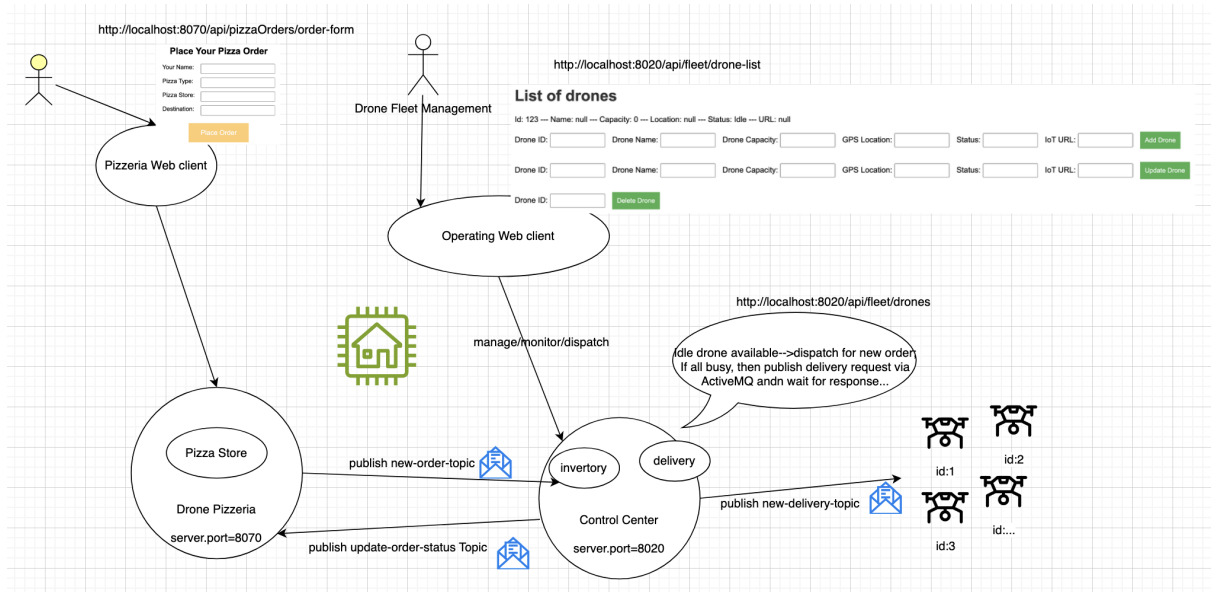 http://localhost:8070/api/pizzaOrders/order-form
Place Your Pizza Order
Your Name:
Pizza Type:
Pizza Store:
Destination:
Place Order
Pizzeria Web client
Drone Fleet Management
http://localhost:8020/api/fleet/drone-list
List of drones
Id: 123 --- Name: null --- Capacity: 0 --- Location: null --- Status: Idle --- URL: null
Drone ID: Drone Name: Drone Capacity: GPS Location: Status: IoT URL: Add Drone
Drone ID: Drone Name: Drone Capacity: GPS Location: Status: IoT URL: Update Drone
Drone ID: Delete Drone
Operating Web client
http://localhost:8020/api/fleet/drones
manage/monitor/dispatch
Idle drone available-->dispatch for new order;
If all busy, then publish delivery request via
ActiveMQ andn wait for response...
Pizza Store
Drone Pizzeria
server.port=8070
publish new-order-topic
publish update-order-status Topic
invertory
delivery
Control Center
server.port=8020
publish new-delivery-topic
id:1
id:2
id:3
id:...